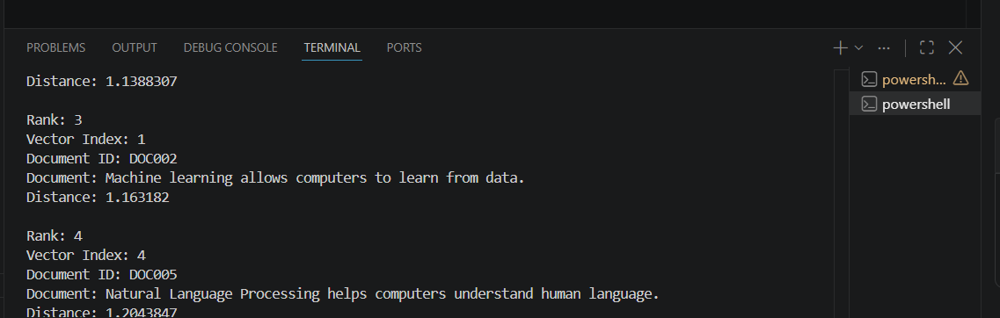 PROBLEMS OUTPUT DEBUG CONSOLE TERMINAL PORTS
Distance: 1.1388307
Rank: 3
Vector Index: 1
Document ID: DOC002
Document: Machine learning allows computers to learn from data.
Distance: 1.163182
Rank: 4
Vector Index: 4
Document ID: DOC005
Document: Natural Language Processing helps computers understand human language.
Distance: 1.2043847
powersh...
powershell